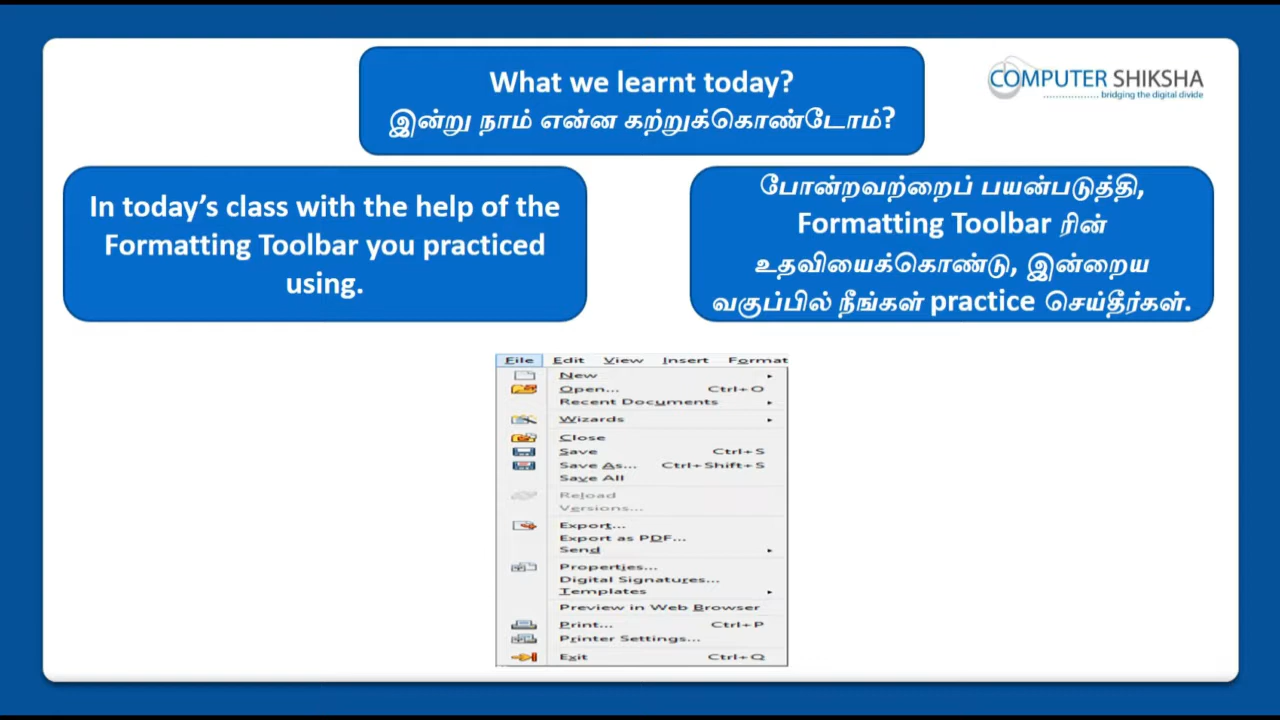 What we learnt today?
இன்று நாம் என்ன கற்றுக்கொண்டோம்?
COMPUTER SHIKSHA
bridging the digital divide
In today's class with the help of the
Formatting Toolbar you practiced
using.
போன்றவற்றைப் பயன்படுத்தி,
Formatting Toolbar ரின்
உதவியைக்கொண்டு, இன்றைய
வகுப்பில் நீங்கள் practice செய்தீர்கள்.
File Edit View Insert Format
New
Open... Ctrl+O
Recent Documents
Wizards
Close
Save Ctrl+S
Save As... Ctrl+Shift+S
Save All
Reload
Versions...
Export...
Export as PDF...
Send
Properties...
Digital Signatures...
Templates
Preview in Web Browser
Print... Ctrl+P
Printer Settings...
Exit Ctrl+Q